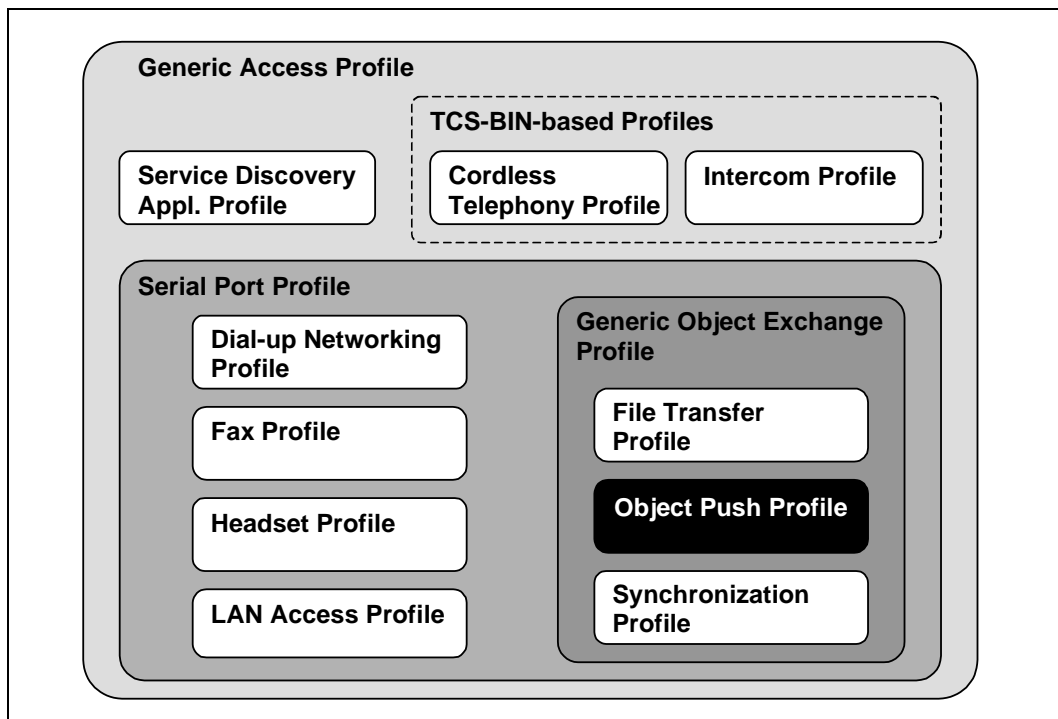 Generic Access Profile
TCS-BIN-based Profiles
Service Discovery
Appl. Profile
Cordless
Telephony Profile
Intercom Profile
Serial Port Profile
Dial-up Networking
Profile
Fax Profile
Headset Profile
LAN Access Profile
Generic Object Exchange
Profile
File Transfer
Profile
Object Push Profile
Synchronization
Profile